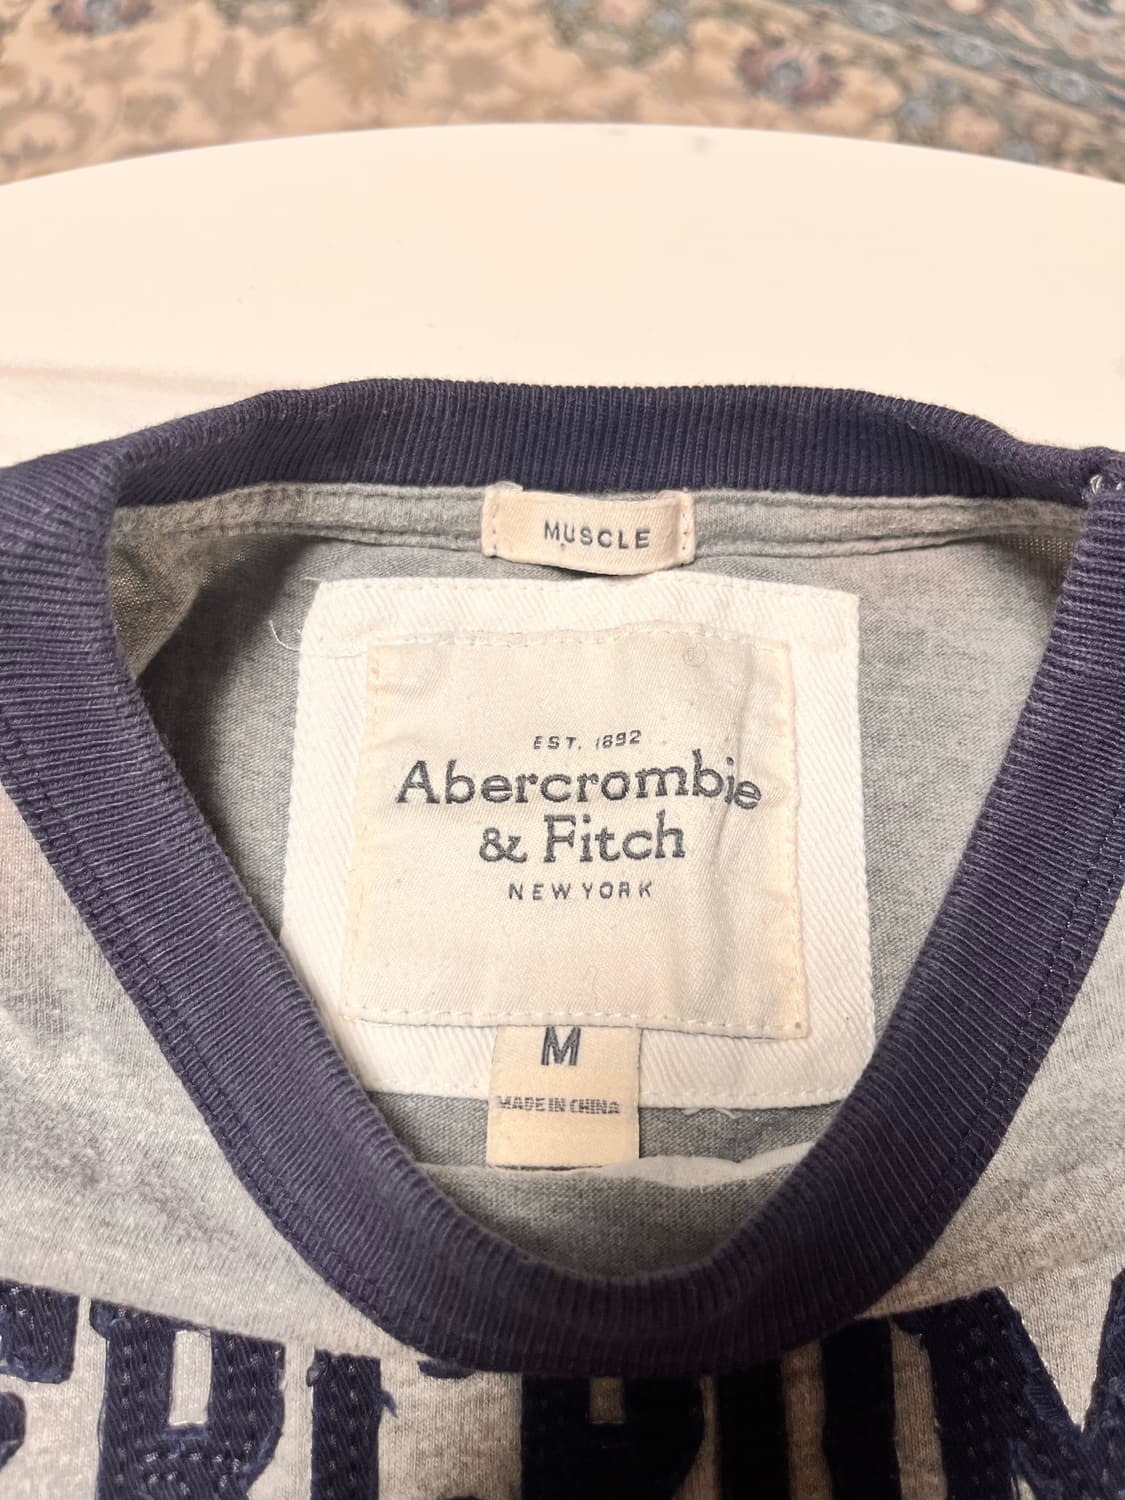 MUSCLE
®
EST. 1892
Abercrombie
& Fitch
NEW YORK
M
MADE IN CHINA